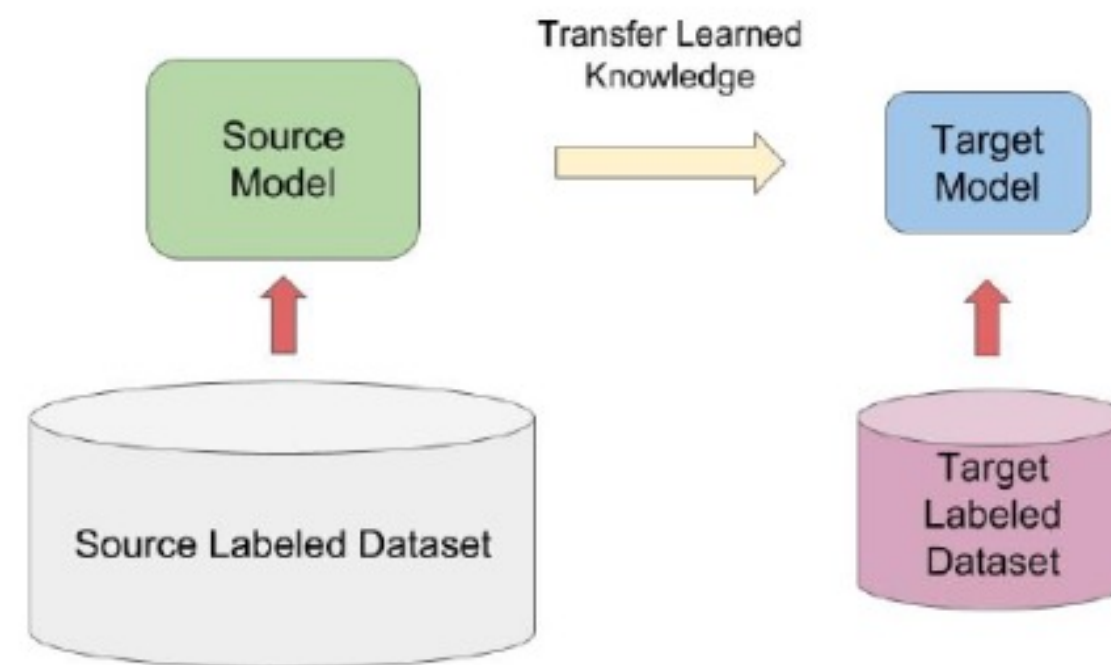 Transfer Learned
Knowledge
Source
Model
Target
Model
Source Labeled Dataset
Target
Labeled
Dataset